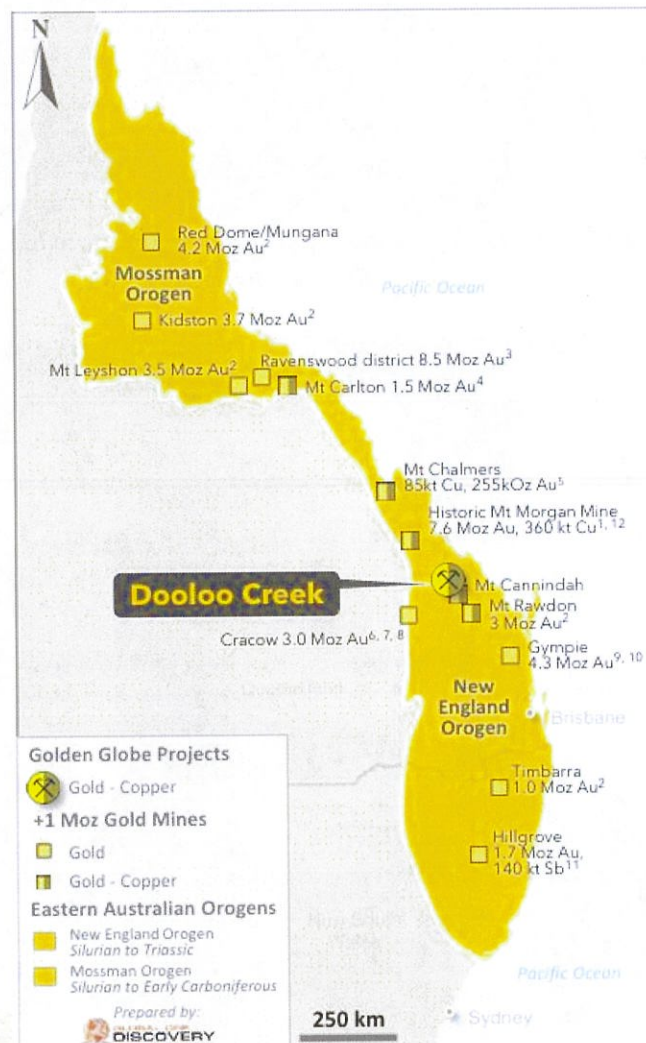 N
Red Dome/Mungana
4.2 Moz Au²
Mossman
Orogen
Pacific Ocean
Kidston 3.7 Moz Au²
Ravenswood district 8.5 Moz Au³
Mt Leyshon 3.5 Moz Au²
Mt Carlton 1.5 Moz Au⁴
Mt Chalmers
85kt Cu, 255kOz Au⁵
Historic Mt Morgan Mine
7.6 Moz Au, 360 kt Cu¹, ¹²
Dooloo Creek
Mt Cannindah
Mt Rawdon
3 Moz Au²
Cracow 3.0 Moz Au⁶, ⁷, ⁸
Gympie
4.3 Moz Au⁹, ¹⁰
New
England
Orogen
Brisbane
Timbarra
1.0 Moz Au²
Hillgrove
1.7 Moz Au,
140 kt Sb¹¹
Golden Globe Projects
Gold - Copper
+1 Moz Gold Mines
Gold
Gold - Copper
Eastern Australian Orogens
New England Orogen
Silurian to Triassic
Mossman Orogen
Silurian to Early Carboniferous
Prepared by:
DISCOVERY
250 km
Pacific Ocean
Sydney